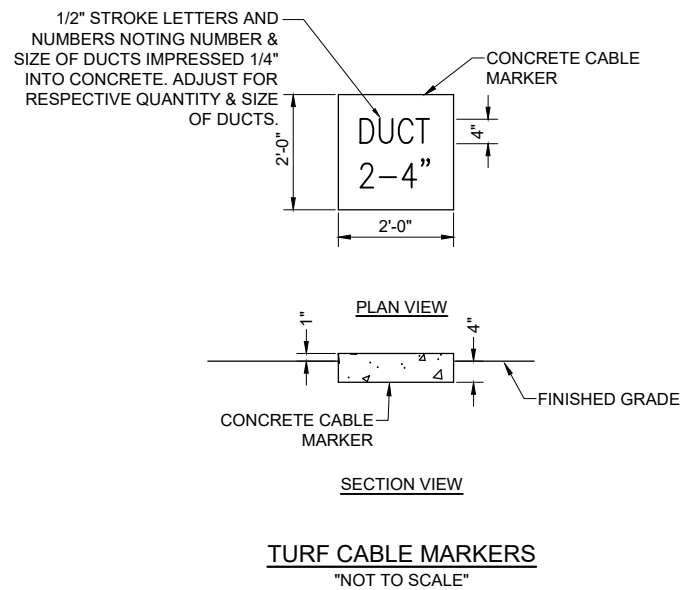 1/2" STROKE LETTERS AND
NUMBERS NOTING NUMBER &
SIZE OF DUCTS IMPRESSED 1/4"
INTO CONCRETE. ADJUST FOR
RESPECTIVE QUANTITY & SIZE
OF DUCTS.
CONCRETE CABLE
MARKER
2'-0"
DUCT
2-4”
4"
2'-0"
PLAN VIEW
1"
4"
FINISHED GRADE
CONCRETE CABLE
MARKER
SECTION VIEW
TURF CABLE MARKERS
"NOT TO SCALE"